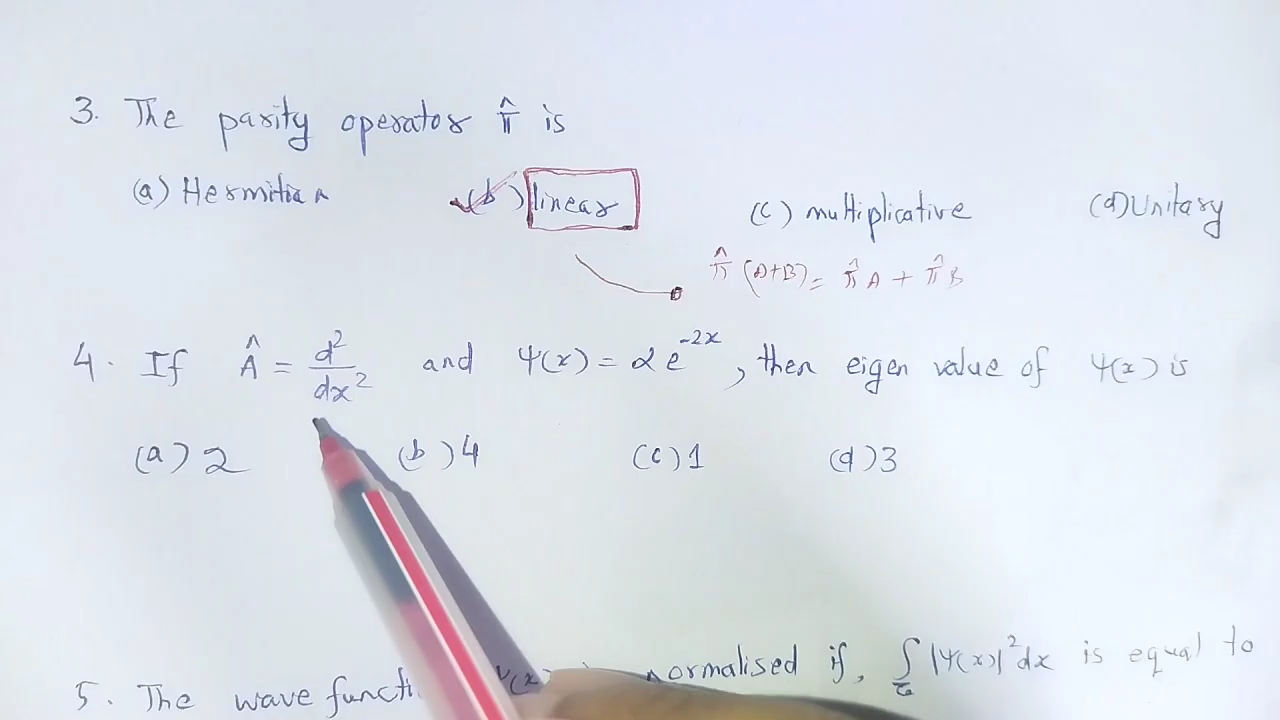 3. The parity operator π̂ is
(a) Hermitian (b) linear (c) multiplicative (d) Unitary
π̂ (A+B) = π̂ A + π̂ B
4. If Â = d²/dx² and Ψ(x) = αe⁻²ˣ, then eigen value of Ψ(x) is
(a) 2 (b) 4 (c) 1 (d) 3
5. The wave normalised if, ∫ |Ψ(x)|² dx is equal to